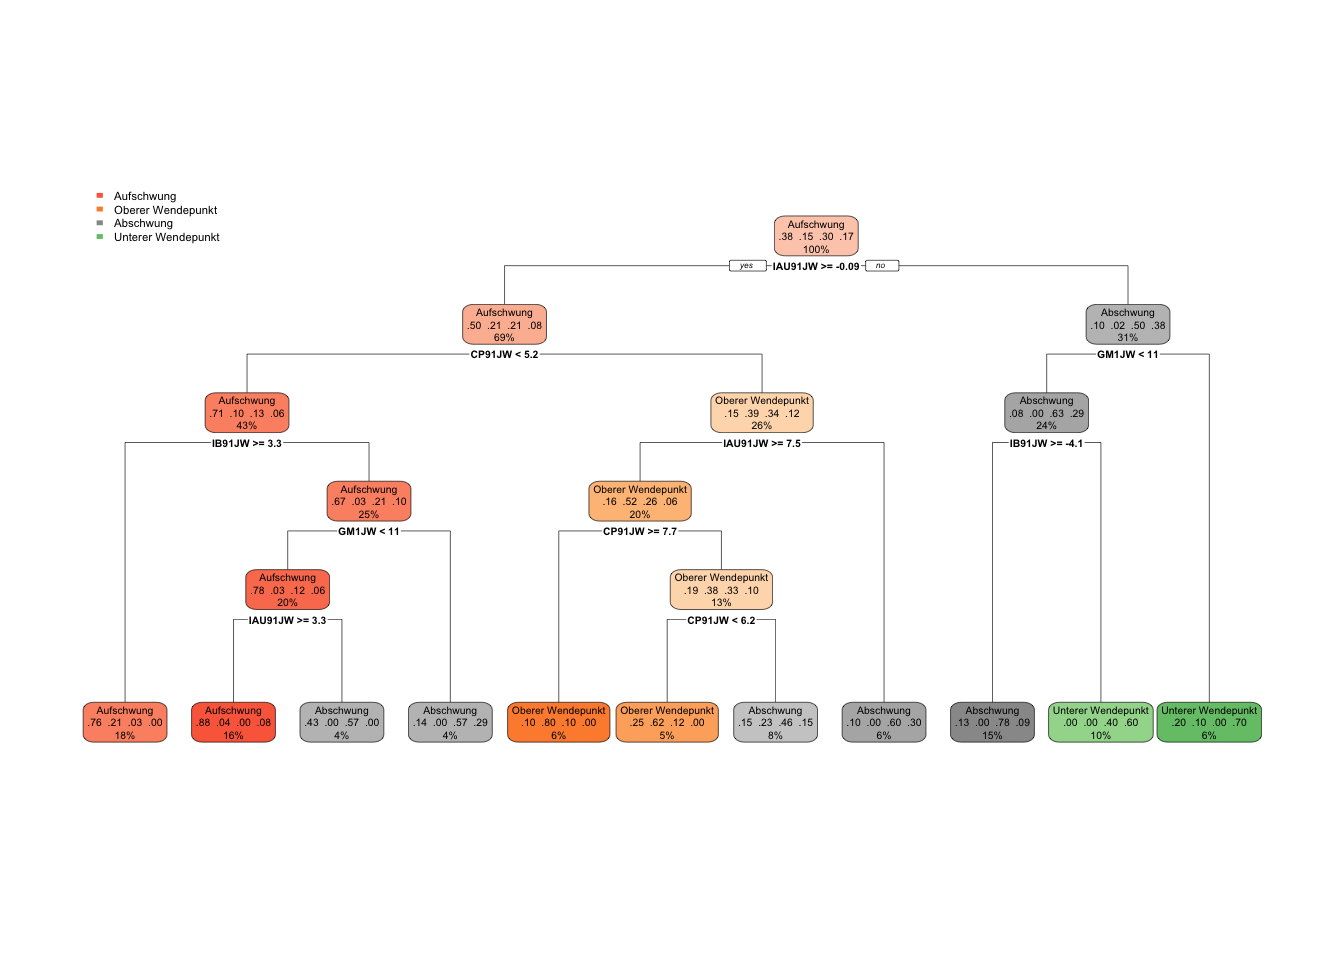 Aufschwung
Oberer Wendepunkt
Abschwung
Unterer Wendepunkt
Aufschwung
.38 .15 .30 .17
100%
yes IAU91JW >= -0.09 no
Aufschwung
.50 .21 .21 .08
69%
CP91JW < 5.2
Abschwung
.10 .02 .50 .38
31%
GM1JW < 11
Aufschwung
.71 .10 .13 .06
43%
IB91JW >= 3.3
Oberer Wendepunkt
.15 .39 .34 .12
26%
IAU91JW >= 7.5
Abschwung
.08 .00 .63 .29
24%
IB91JW >= -4.1
Aufschwung
.67 .03 .21 .10
25%
GM1JW < 11
Oberer Wendepunkt
.16 .52 .26 .06
20%
CP91JW >= 7.7
Aufschwung
.78 .03 .12 .06
20%
IAU91JW >= 3.3
Oberer Wendepunkt
.19 .38 .33 .10
13%
CP91JW < 6.2
Aufschwung
.76 .21 .03 .00
18%
Aufschwung
.88 .04 .00 .08
16%
Abschwung
.43 .00 .57 .00
4%
Abschwung
.14 .00 .57 .29
4%
Oberer Wendepunkt
.10 .80 .10 .00
6%
Oberer Wendepunkt
.25 .62 .12 .00
5%
Abschwung
.15 .23 .46 .15
8%
Abschwung
.10 .00 .60 .30
6%
Abschwung
.13 .00 .78 .09
15%
Unterer Wendepunkt
.00 .00 .40 .60
10%
Unterer Wendepunkt
.20 .10 .00 .70
6%